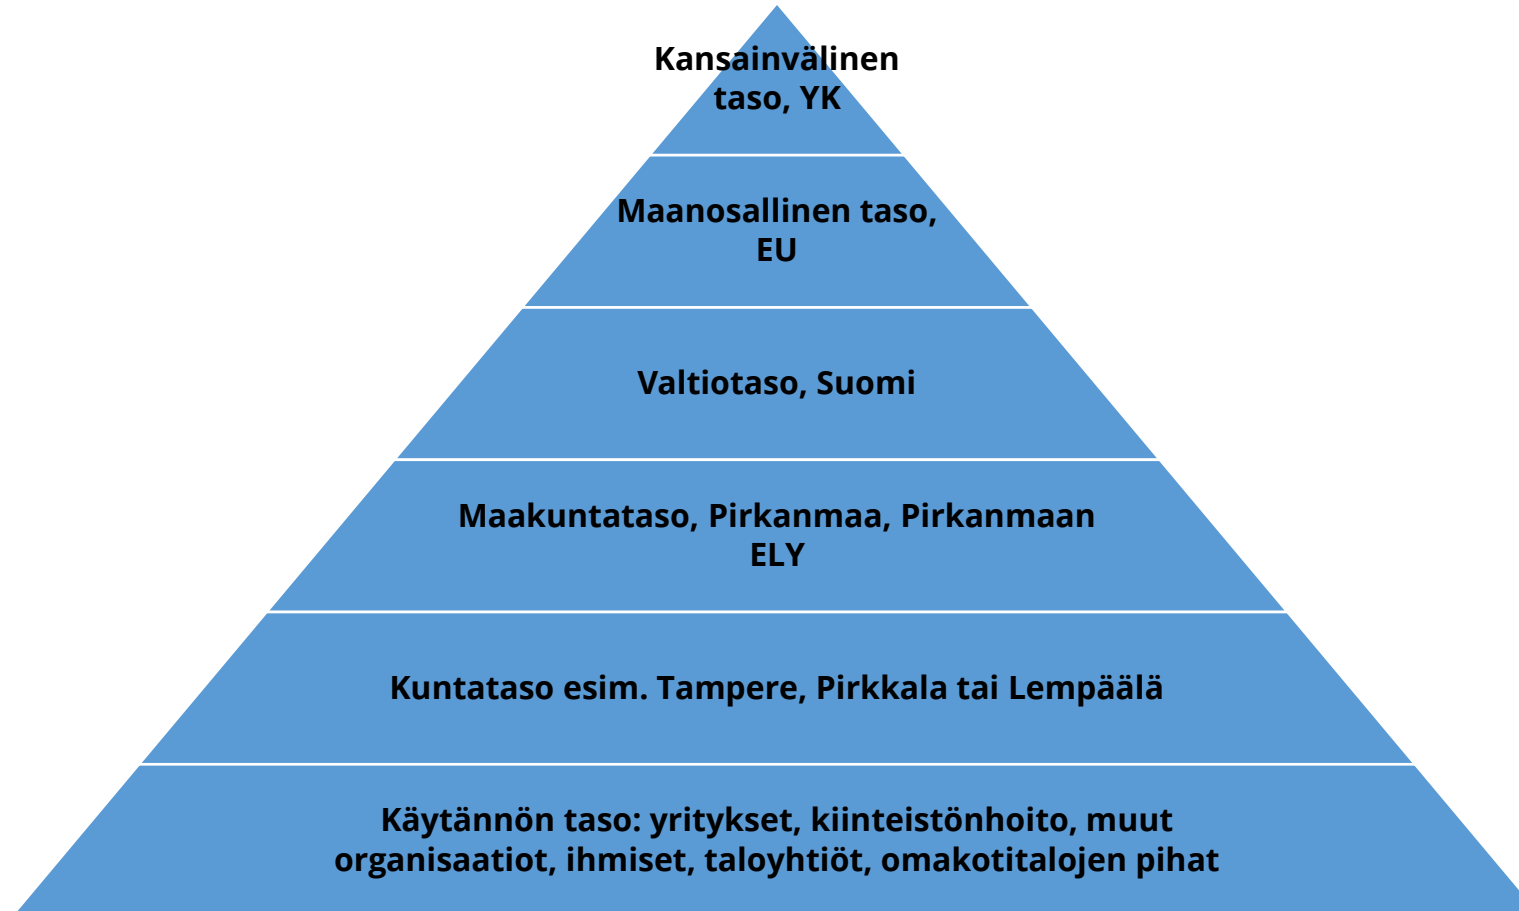 Kansainvälinen
taso, YK
Maanosallinen taso,
EU
Valtiotaso, Suomi
Maakuntataso, Pirkanmaa, Pirkanmaan
ELY
Kuntataso esim. Tampere, Pirkkala tai Lempäälä
Käytännön taso: yritykset, kiinteistönhoito, muut
organisaatiot, ihmiset, taloyhtiöt, omakotitalojen pihat